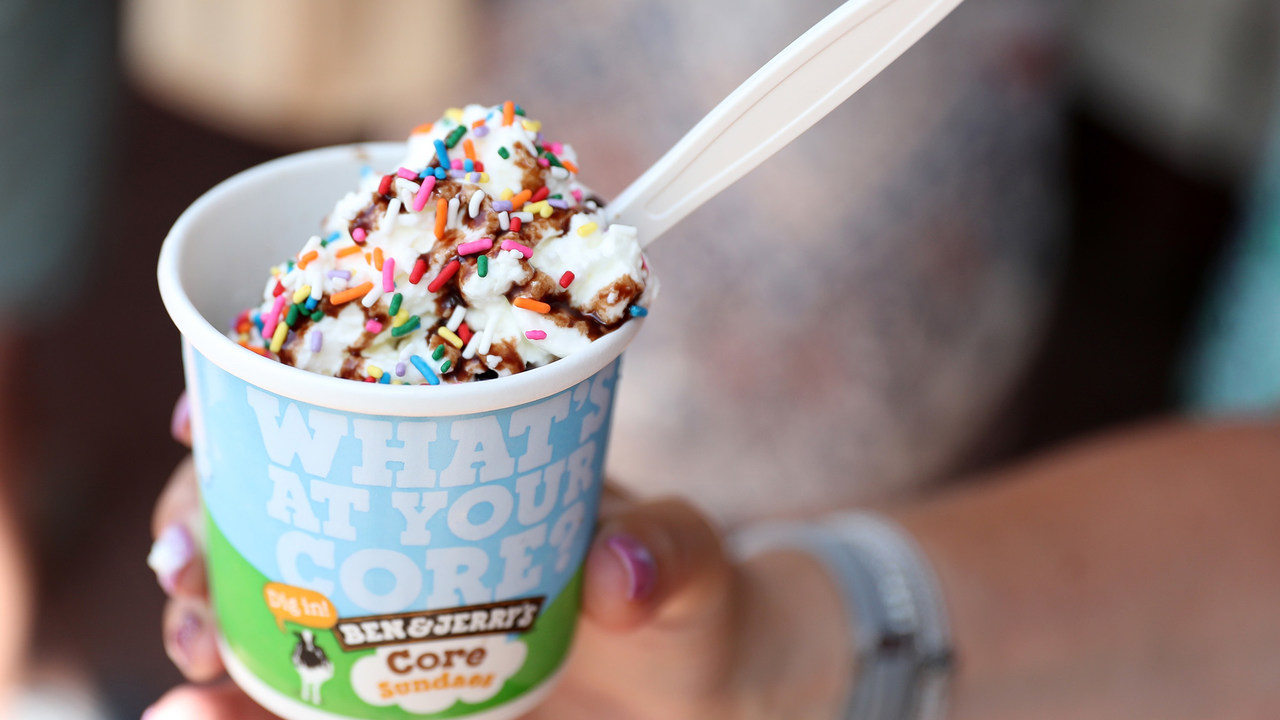 WHAT'S
AT YOUR
CORE?
Dig in!
BEN & JERRY'S
Core
Sundaes